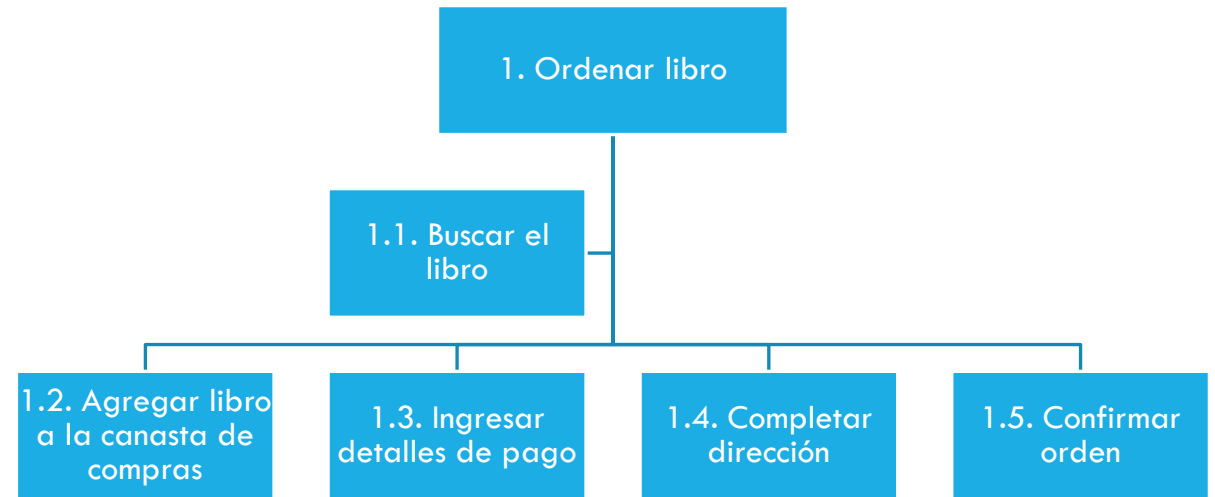 1. Ordenar libro
1.1. Buscar el
libro
1.2. Agregar libro
a la canasta de
compras
1.3. Ingresar
detalles de pago
1.4. Completar
dirección
1.5. Confirmar
orden